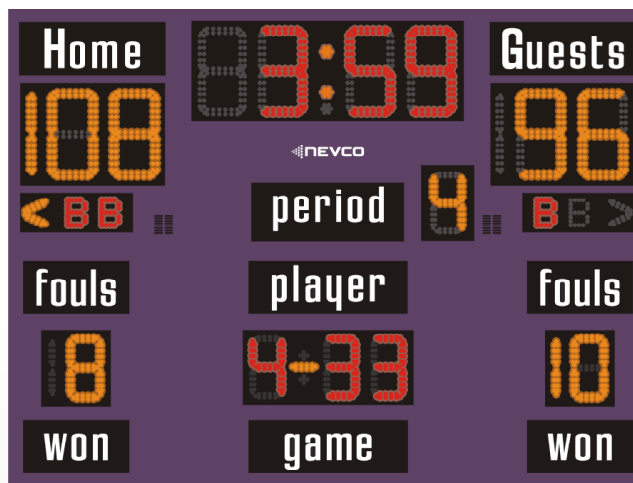 Home 3:59 Guests
108 96
NEVCO
period 4
< B B B B >
fouls player fouls
8 4-33 10
won game won